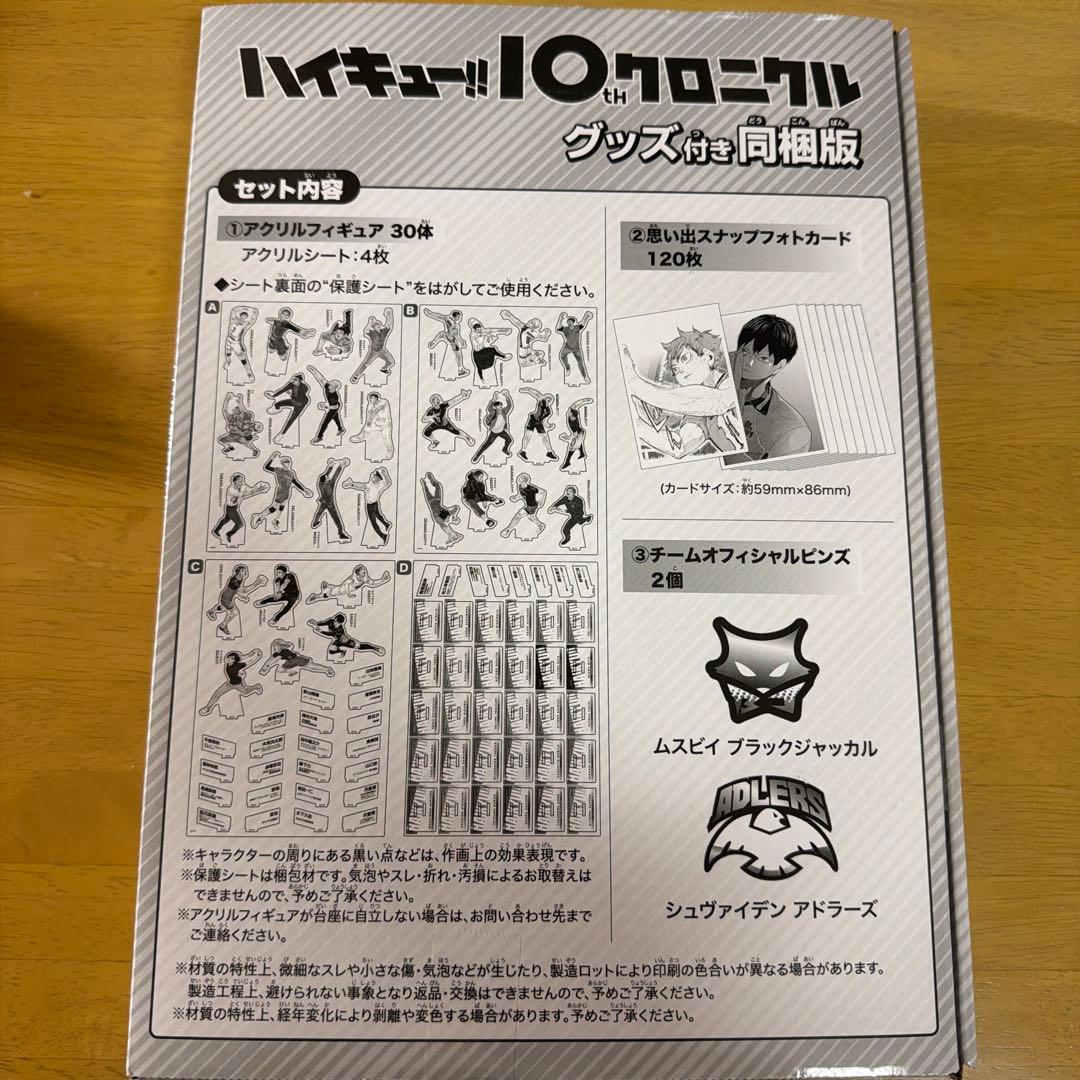 ハイキュー!!10thクロニクル
グッズ付き同梱版
セット内容
①アクリルフィギュア 30体
アクリルシート:4枚
◆シート裏面の“保護シート”をはがしてご使用ください。
A
B
C
D
②思い出スナップフォトカード
120枚
(カードサイズ:約59mm×86mm)
③チームオフィシャルピンズ
2個
ムスビイ ブラックジャッカル
ADLERS
シュヴァイデン アドラーズ
※キャラクターの周りにある黒い点などは、作画上の効果表現です。
※保護シートは梱包材です。気泡やスレ・折れ・汚損によるお取替えは
できませんので、予めご了承ください。
※アクリルフィギュアが台座に自立しない場合は、お問い合わせ先まで
ご連絡ください。
※材質の特性上、微細なスレや小さな傷・気泡などが生じたり、製造ロットにより印刷の色合いが異なる場合があります。
製造工程上、避けられない事象となり返品・交換はできませんので、予めご了承ください。
※材質の特性上、経年変化により剥離や変色する場合があります。予めご了承ください。